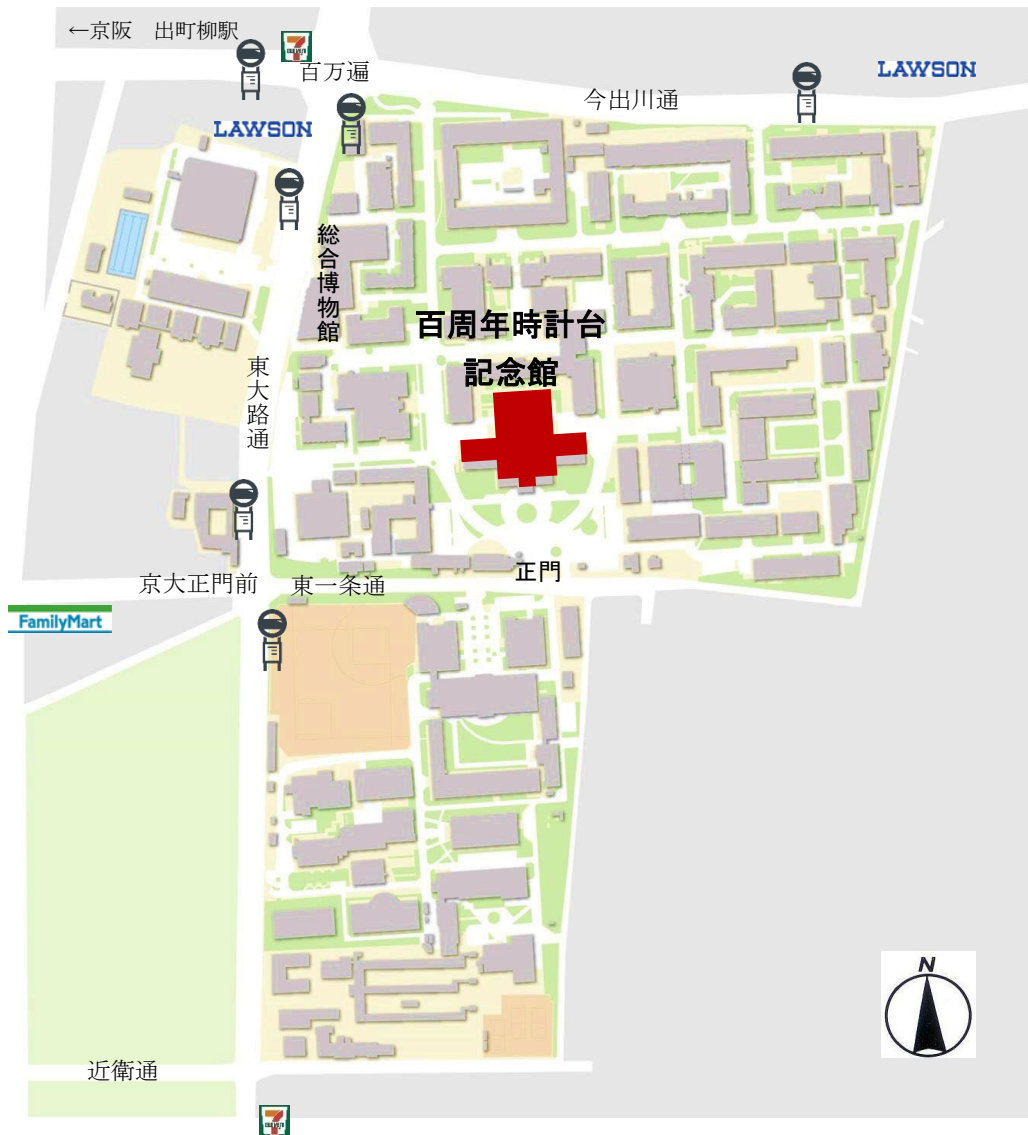 ←京阪　出町柳駅
百万遍
LAWSON
今出川通
LAWSON
総合博物館
百周年時計台
記念館
東大路通
正門
京大正門前
東一条通
FamilyMart
N
近衛通